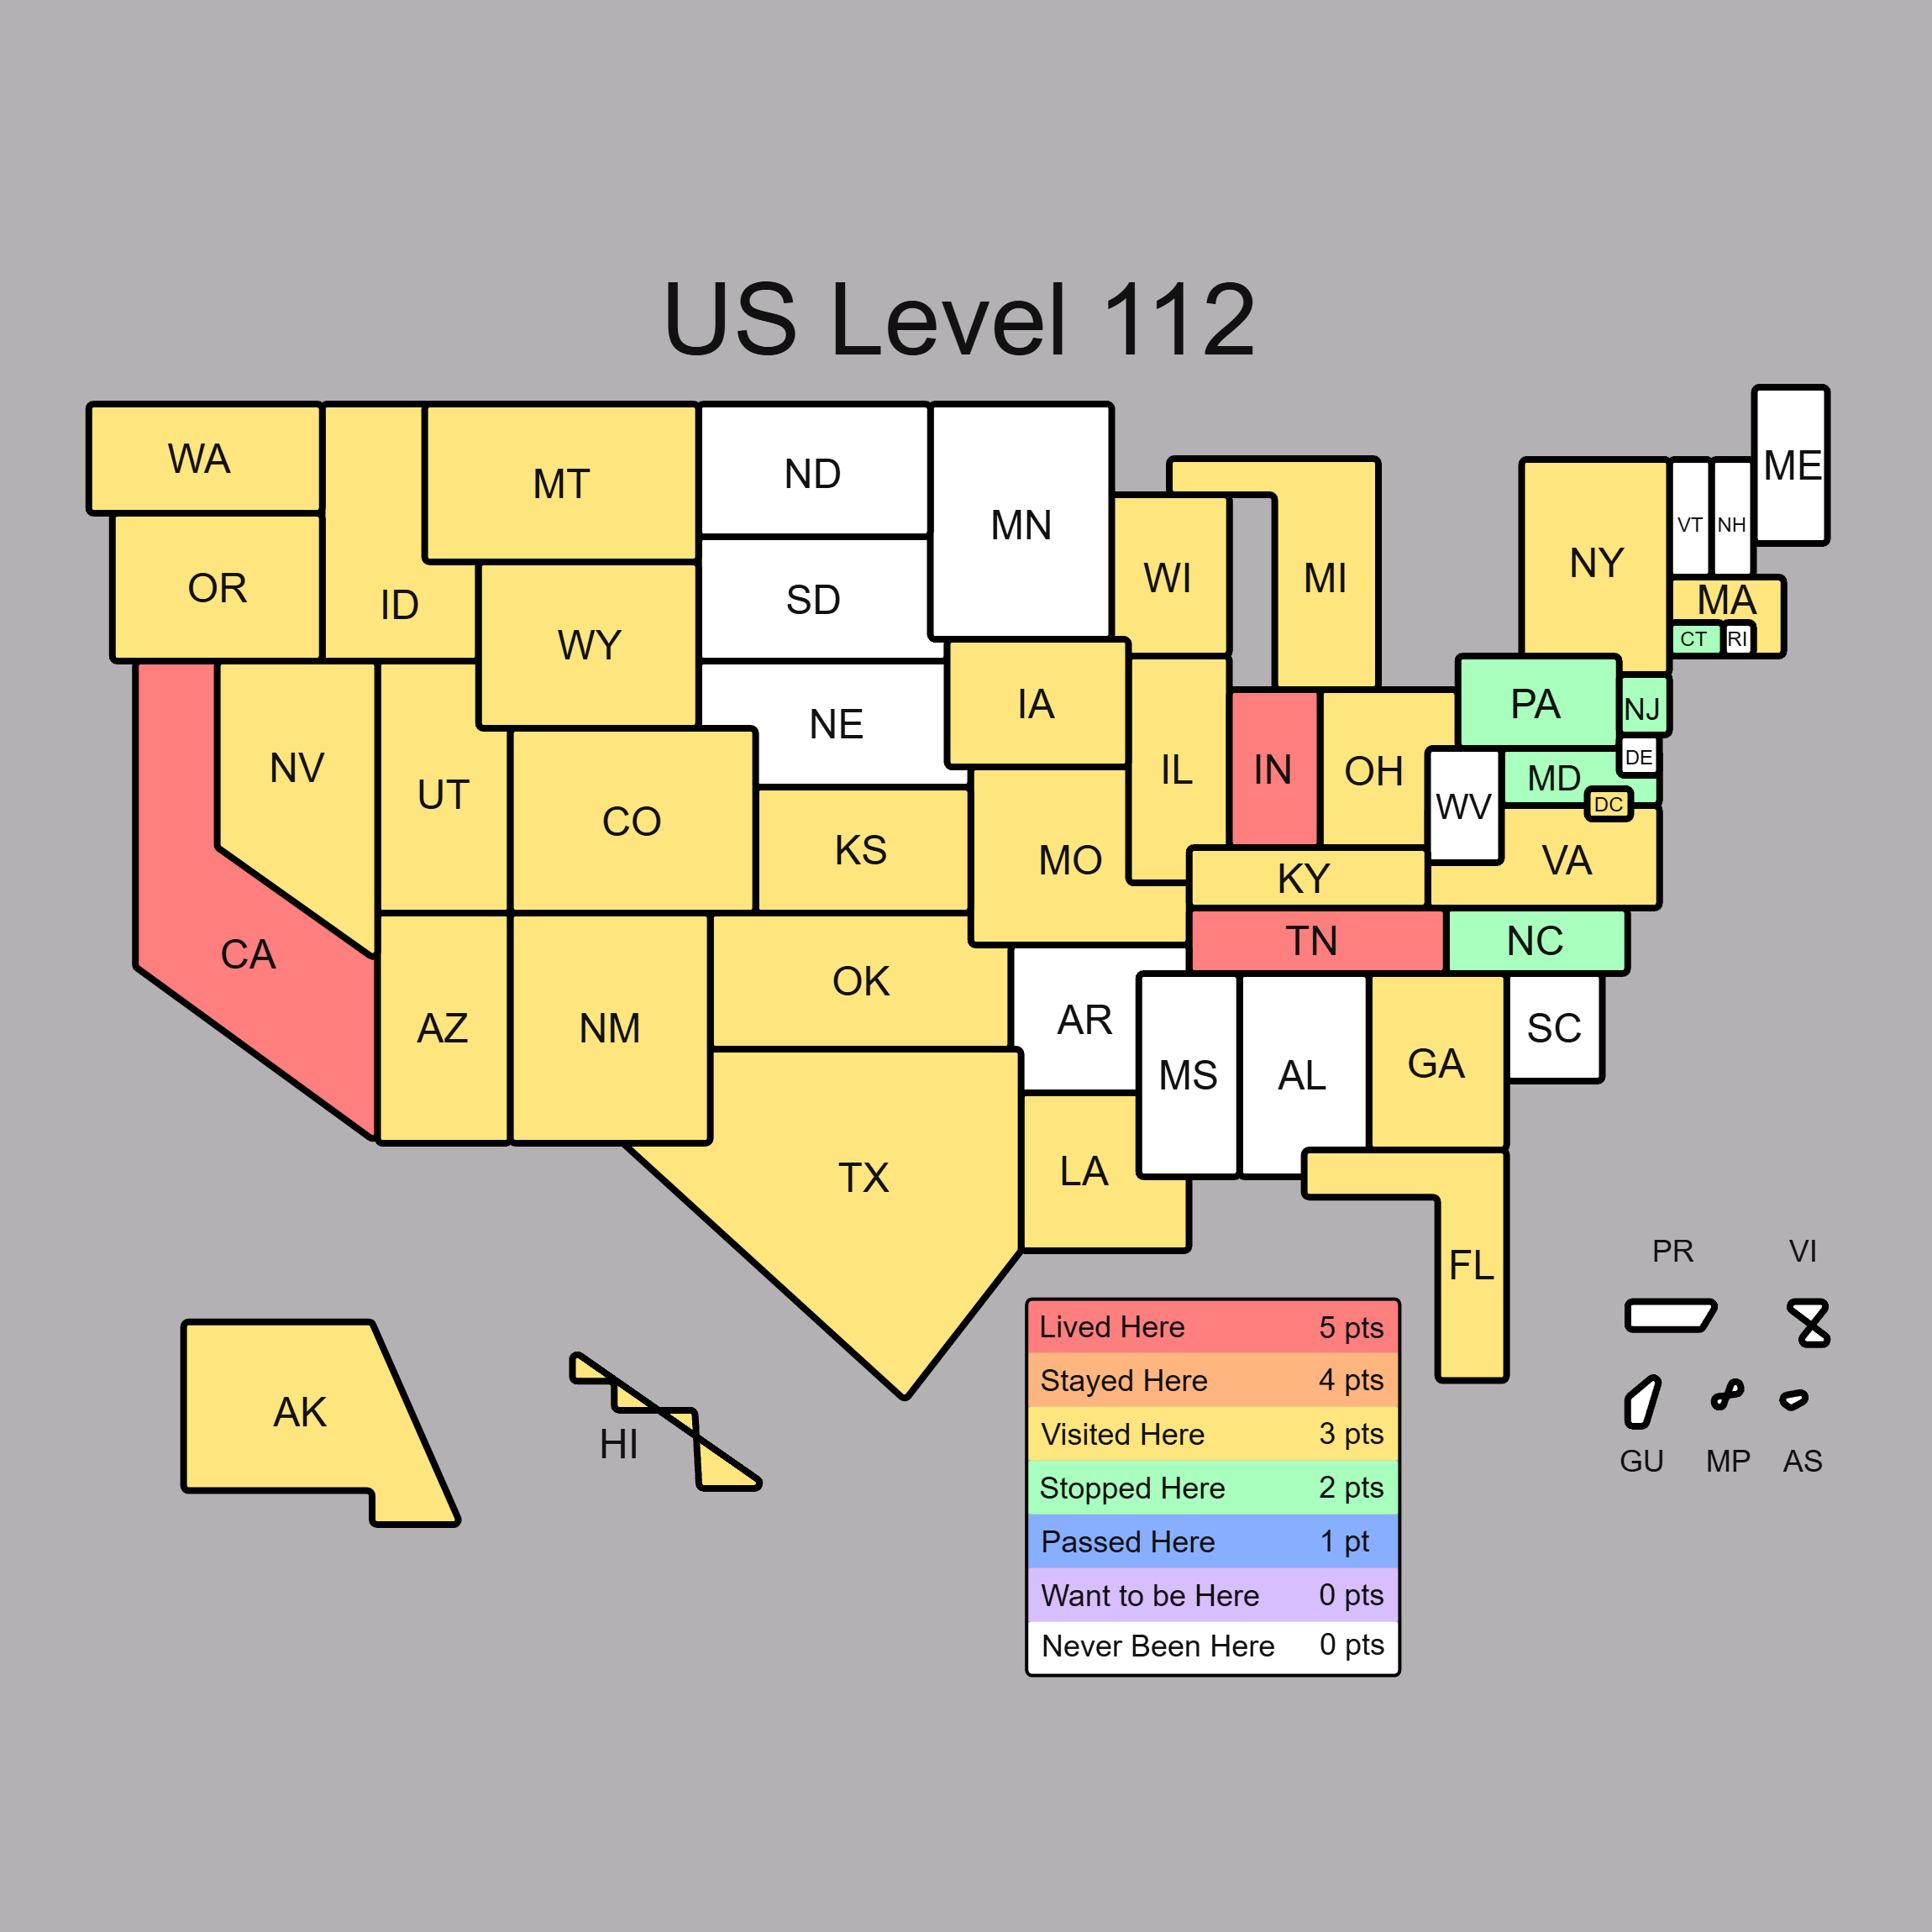 US Level 112
WA
OR
ID
MT
WY
ND
SD
NE
MN
IA
WI
MI
IL
IN
OH
NY
VT
NH
ME
MA
CT
RI
PA
NJ
DE
MD
DC
WV
VA
CA
NV
UT
CO
KS
MO
KY
TN
NC
AZ
NM
OK
AR
MS
AL
GA
SC
TX
LA
FL
AK
HI
PR
VI
GU
MP
AS
Lived Here 5 pts
Stayed Here 4 pts
Visited Here 3 pts
Stopped Here 2 pts
Passed Here 1 pt
Want to be Here 0 pts
Never Been Here 0 pts